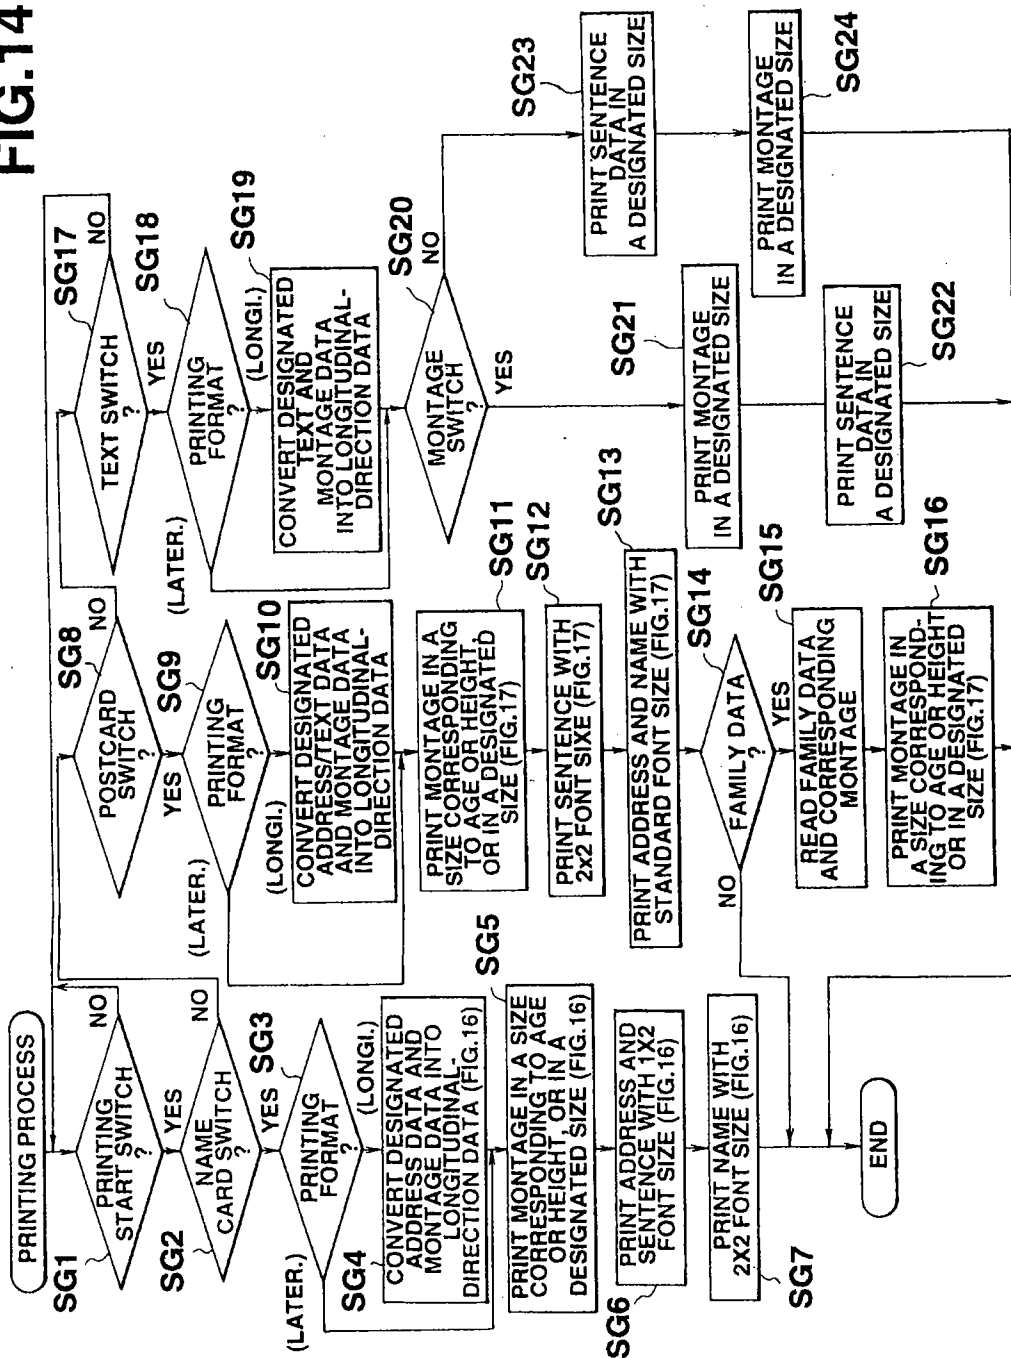 FIG.14
PRINTING PROCESS
SG1
PRINTING
START SWITCH
?
NO
YES
SG2
NAME
CARD SWITCH
?
NO
YES
SG3
PRINTING
FORMAT
?
(LATER.)
(LONGI.)
SG4
CONVERT DESIGNATED
ADDRESS DATA AND
MONTAGE DATA INTO
LONGITUDINAL-
DIRECTION DATA (FIG.16)
SG5
PRINT MONTAGE IN A SIZE
CORRESPONDING TO AGE
OR HEIGHT, OR IN A
DESIGNATED SIZE (FIG.16)
SG6
PRINT ADDRESS AND
SENTENCE WITH 1X2
FONT SIZE (FIG.16)
PRINT NAME WITH
2X2 FONT SIZE (FIG.16)
SG7
END
SG8
POSTCARD
SWITCH
?
NO
YES
SG9
PRINTING
FORMAT
?
(LATER.)
(LONGI.)
SG10
CONVERT DESIGNATED
ADDRESS/TEXT DATA
AND MONTAGE DATA
INTO LONGITUDINAL-
DIRECTION DATA
SG11
PRINT MONTAGE IN A
SIZE CORRESPONDING
TO AGE OR HEIGHT,
OR IN A DESIGNATED
SIZE (FIG.17)
SG12
PRINT SENTENCE WITH
2x2 FONT SIXE (FIG.17)
SG13
PRINT ADDRESS AND NAME WITH
STANDARD FONT SIZE (FIG.17)
SG14
FAMILY DATA
?
NO
YES
SG15
READ FAMILY DATA
AND CORRESPONDING
MONTAGE
SG16
PRINT MONTAGE IN
A SIZE CORRESPOND-
ING TO AGE OR HEIGHT
OR IN A DESIGNATED
SIZE (FIG.17)
SG17
TEXT SWITCH
?
NO
YES
SG18
PRINTING
FORMAT
?
(LATER.)
(LONGI.)
SG19
CONVERT DESIGNATED
TEXT AND
MONTAGE DATA
INTO LONGITUDINAL-
DIRECTION DATA
SG20
MONTAGE
SWITCH
?
NO
YES
SG21
PRINT MONTAGE
IN A DESIGNATED SIZE
PRINT SENTENCE
DATA IN
A DESIGNATED SIZE
SG22
SG23
PRINT SENTENCE
DATA IN
A DESIGNATED SIZE
PRINT MONTAGE
IN A DESIGNATED SIZE
SG24